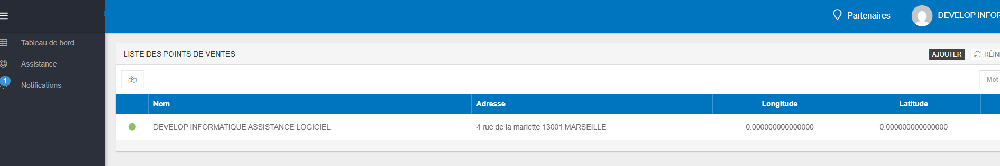 Partenaires
DEVELOP INFOR
Tableau de bord
Assistance
1
Notifications
LISTE DES POINTS DE VENTES
AJOUTER
RÉINI
Mot
Nom Adresse Longitude Latitude
DEVELOP INFORMATIQUE ASSISTANCE LOGICIEL 4 rue de la mariette 13001 MARSEILLE 0.000000000000000 0.000000000000000